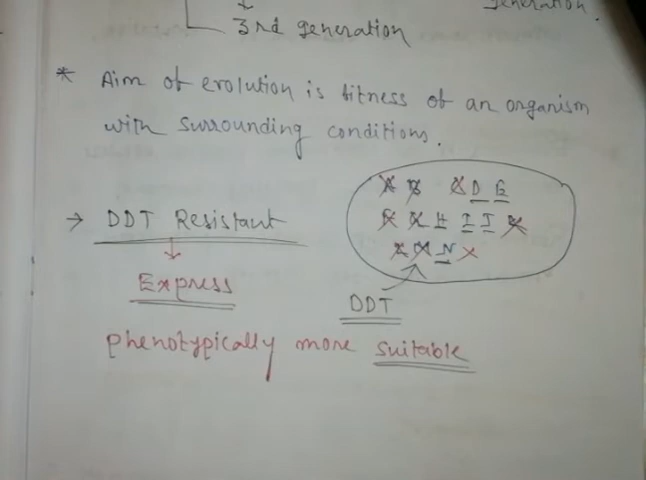 generation.
3rd generation
* Aim of evolution is fitness of an organism
with surrounding conditions.
D E
→ DDT Resistant
H I J
N
Express
DDT
phenotypically more suitable